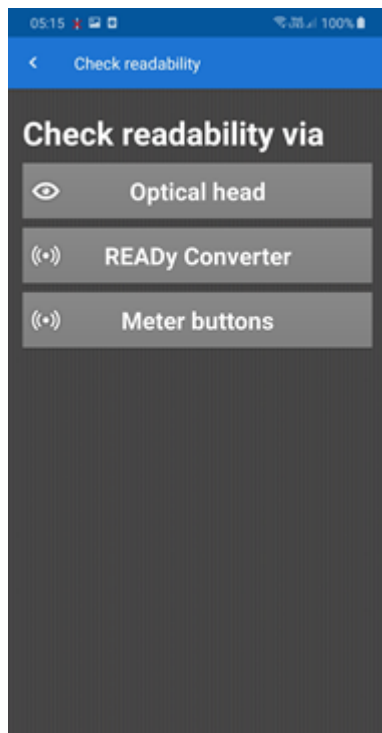 05:15 100%
Check readability
Check readability via
Optical head
READy Converter
Meter buttons